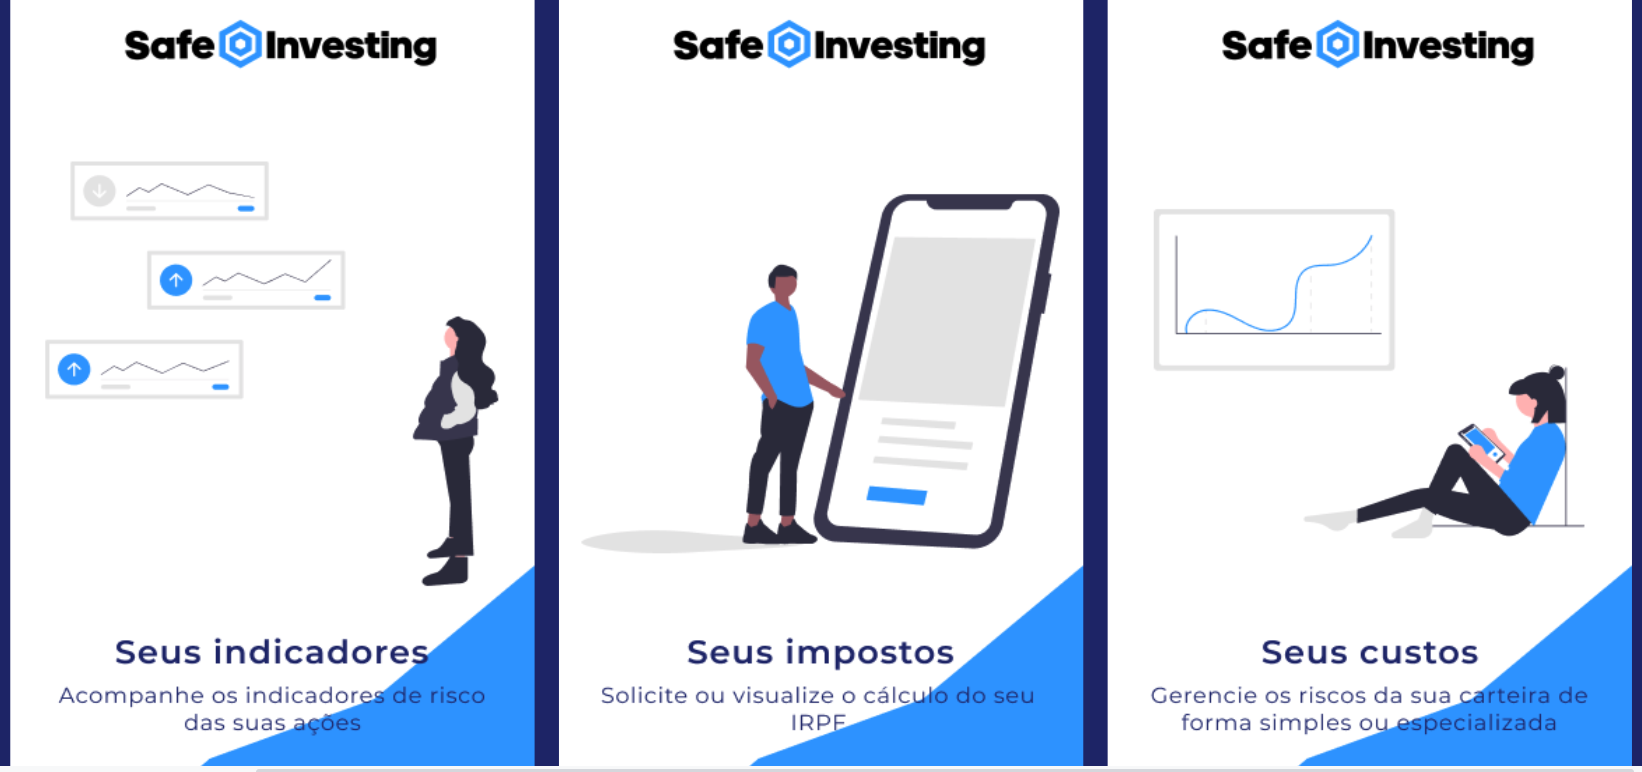 Safe Investing
Seus indicadores
Acompanhe os indicadores de risco
das suas ações
Safe Investing
Seus impostos
Solicite ou visualize o cálculo do seu
IRPF
Safe Investing
Seus custos
Gerencie os riscos da sua carteira de
forma simples ou especializada